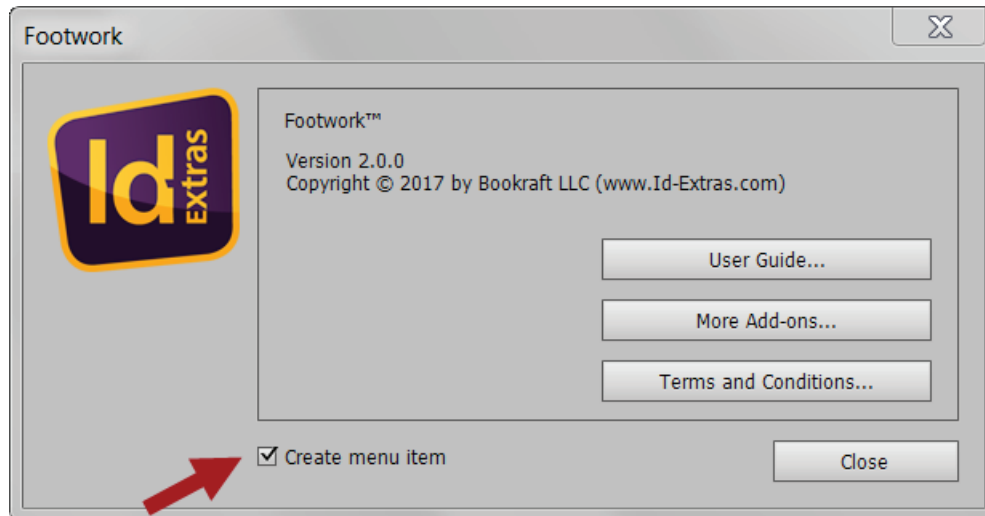 Footwork
Id
Extras
Footwork™
Version 2.0.0
Copyright © 2017 by Bookraft LLC (www.Id-Extras.com)
User Guide...
More Add-ons...
Terms and Conditions...
Create menu item
Close